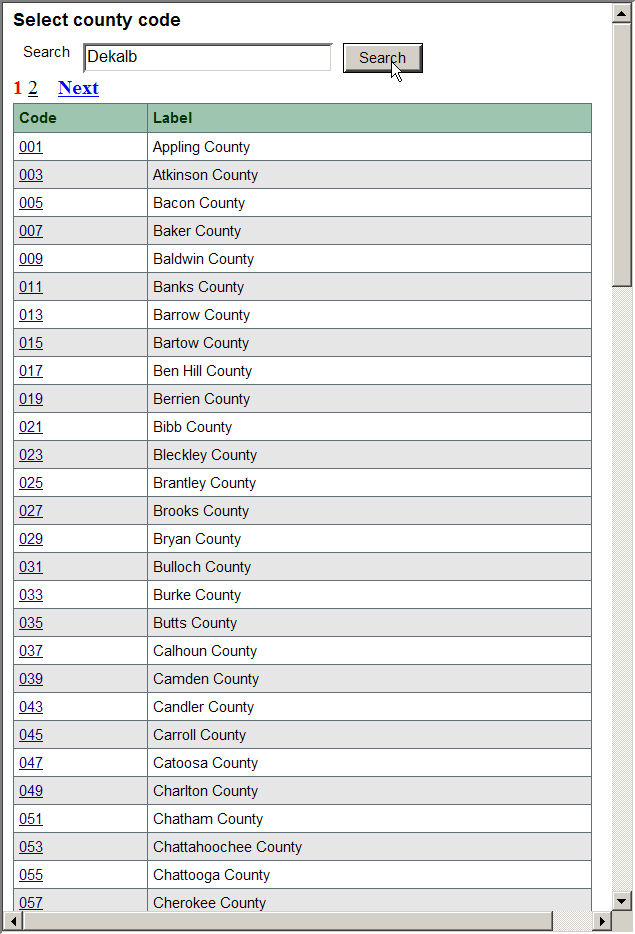 Select county code
Search Dekalb Search
1 2 Next
Code Label
001 Appling County
003 Atkinson County
005 Bacon County
007 Baker County
009 Baldwin County
011 Banks County
013 Barrow County
015 Bartow County
017 Ben Hill County
019 Berrien County
021 Bibb County
023 Bleckley County
025 Brantley County
027 Brooks County
029 Bryan County
031 Bulloch County
033 Burke County
035 Butts County
037 Calhoun County
039 Camden County
043 Candler County
045 Carroll County
047 Catoosa County
049 Charlton County
051 Chatham County
053 Chattahoochee County
055 Chattooga County
057 Cherokee County